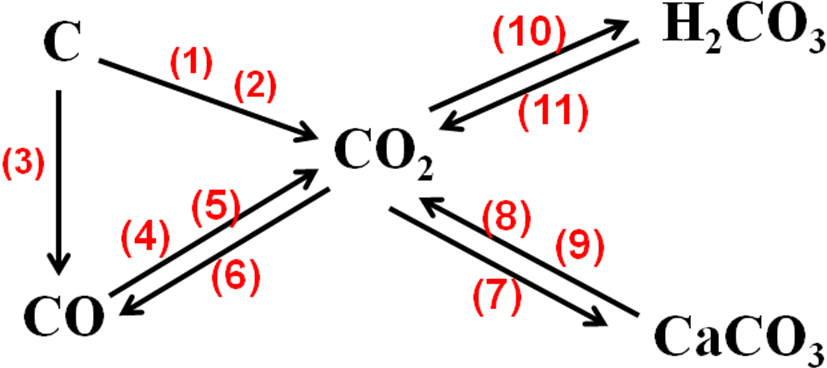 C
(1)
(2)
(10)
H₂CO₃
(11)
(3)
CO₂
(4)
(5)
(6)
(8)
(9)
(7)
CO
CaCO₃